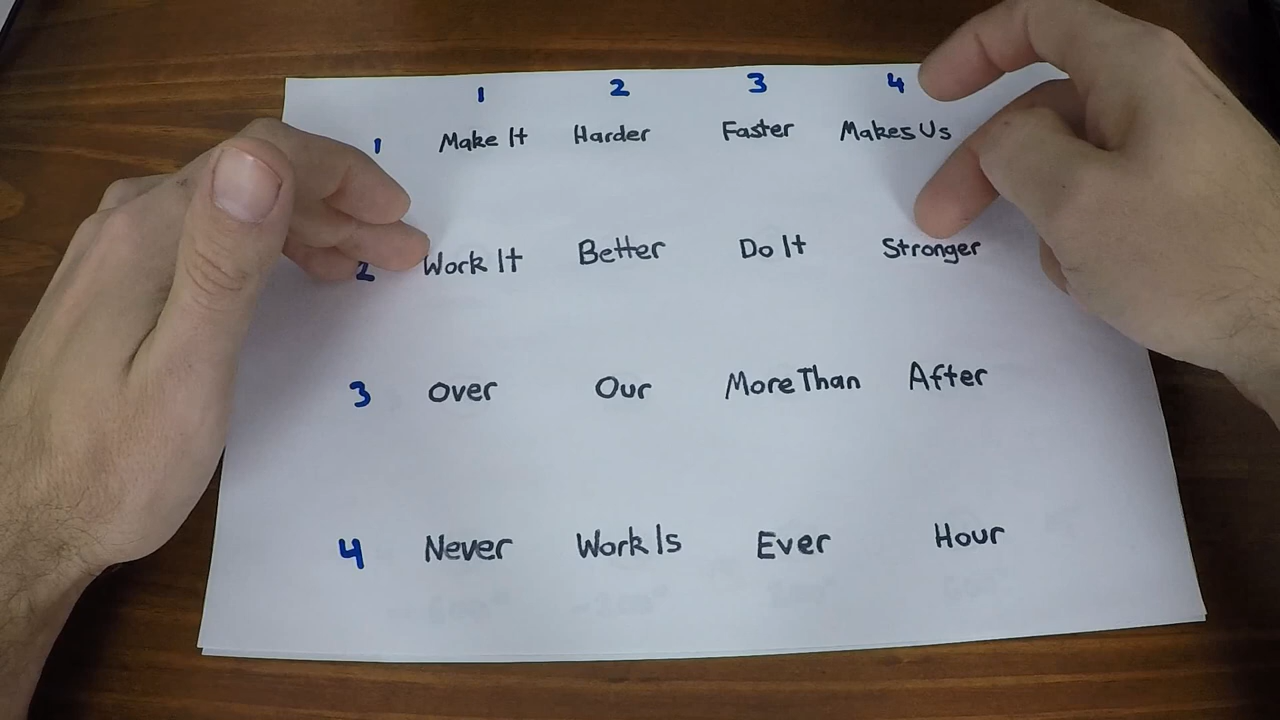 1 2 3 4
1 Make It Harder Faster Makes Us
2 Work It Better Do It Stronger
3 Over Our More Than After
4 Never Work Is Ever Hour